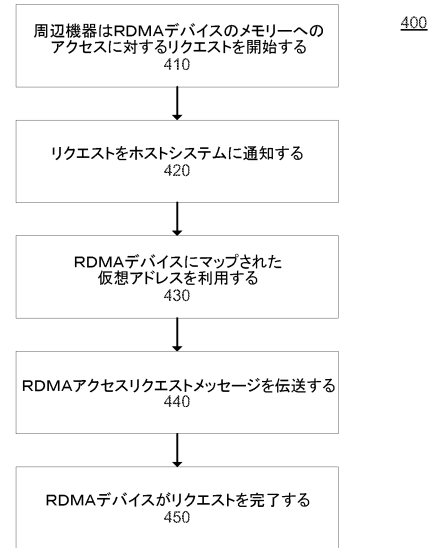 400
周辺機器はRDMAデバイスのメモリーへの
アクセスに対するリクエストを開始する
410
リクエストをホストシステムに通知する
420
RDMAデバイスにマップされた
仮想アドレスを利用する
430
RDMAアクセスリクエストメッセージを伝送する
440
RDMAデバイスがリクエストを完了する
450